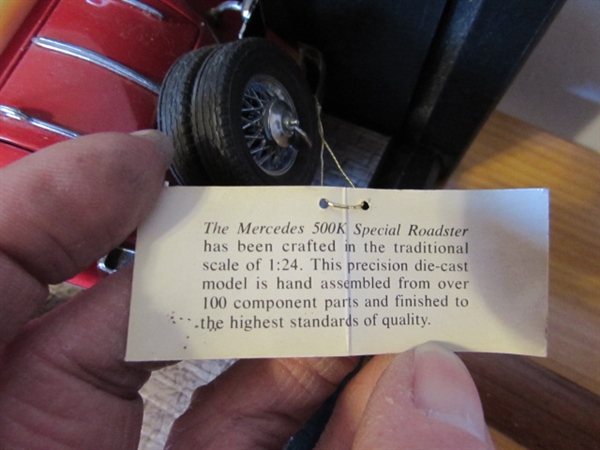 The Mercedes 500K Special Roadster
has been crafted in the traditional
scale of 1:24. This precision die-cast
model is hand assembled from over
100 component parts and finished to
the highest standards of quality.